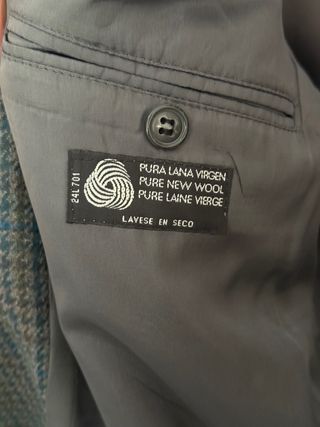 PURA LANA VIRGEN
PURE NEW WOOL
PURE LAINE VIERGE
LAVESE EN SECO
24L701